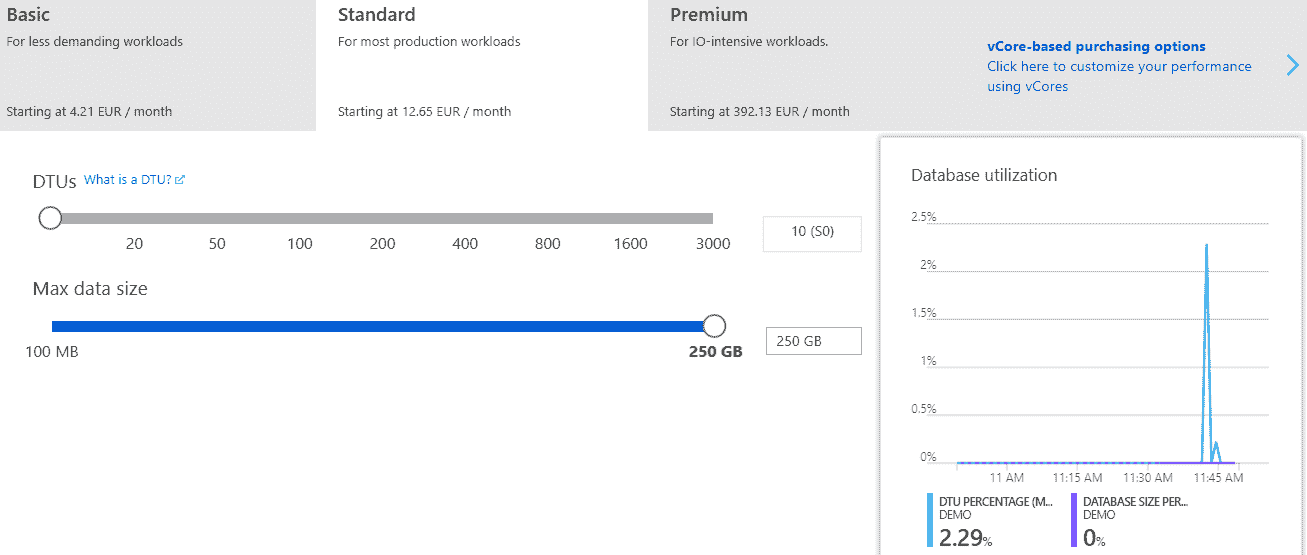 Basic
For less demanding workloads
Starting at 4.21 EUR / month
Standard
For most production workloads
Starting at 12.65 EUR / month
Premium
For IO-intensive workloads.
Starting at 392.13 EUR / month
vCore-based purchasing options
Click here to customize your performance
using vCores
DTUs What is a DTU?
20 50 100 200 400 800 1600 3000
10 (S0)
Max data size
100 MB
250 GB
250 GB
Database utilization
2.5%
2%
1.5%
1%
0.5%
0%
11 AM 11:15 AM 11:30 AM 11:45 AM
DTU PERCENTAGE (M...
DEMO
2.29%
DATABASE SIZE PER...
DEMO
0%